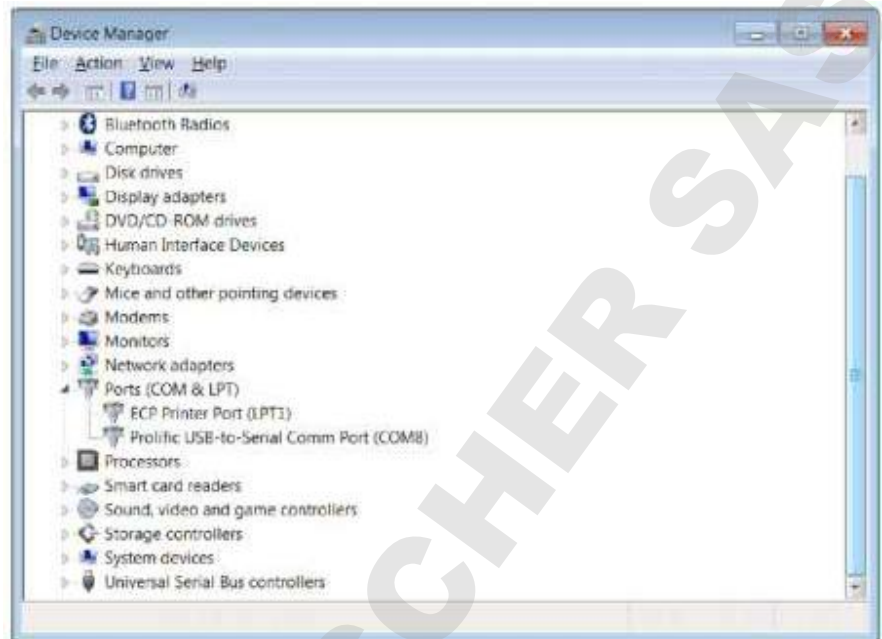 Device Manager
File Action View Help
Bluetooth Radios
Computer
Disk drives
Display adapters
DVD/CD-ROM drives
Human Interface Devices
Keyboards
Mice and other pointing devices
Modems
Monitors
Network adapters
Ports (COM & LPT)
ECP Printer Port (LPT1)
Prolific USB-to-Serial Comm Port (COM8)
Processors
Smart card readers
Sound, video and game controllers
Storage controllers
System devices
Universal Serial Bus controllers
SCHER SAS